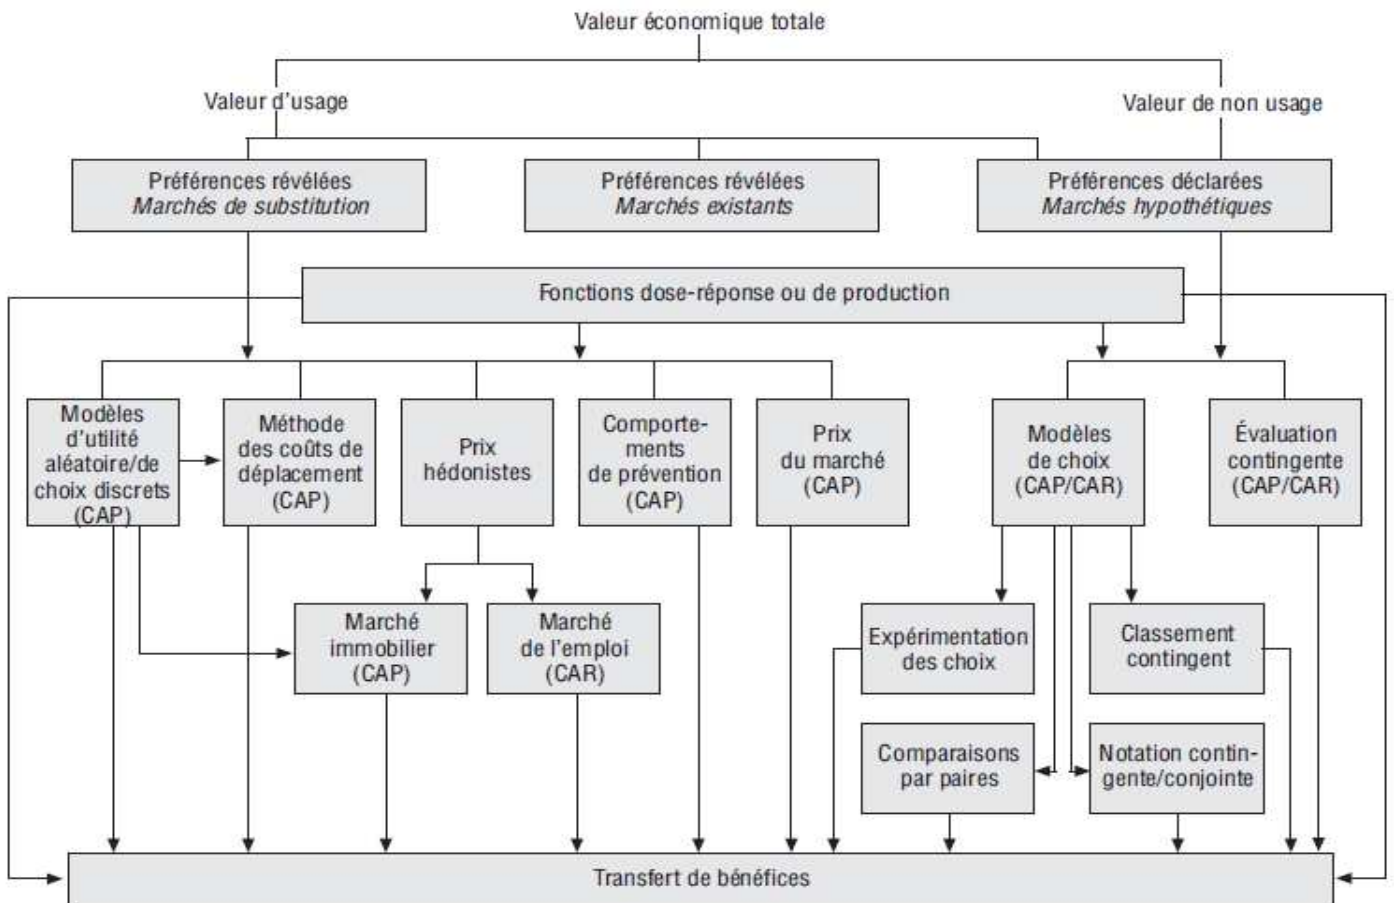 Valeur économique totale
Valeur d'usage
Valeur de non usage
Préférences révélées
Marchés de substitution
Préférences révélées
Marchés existants
Préférences déclarées
Marchés hypothétiques
Fonctions dose-réponse ou de production
Modèles
d'utilité
aléatoire/de
choix discrets
(CAP)
Méthode
des coûts de
déplacement
(CAP)
Prix
hédonistes
Comporte-
ments
de prévention
(CAP)
Prix
du marché
(CAP)
Modèles
de choix
(CAP/CAR)
Évaluation
contingente
(CAP/CAR)
Marché
immobilier
(CAP)
Marché
de l'emploi
(CAR)
Expérimentation
des choix
Classement
contingent
Comparaisons
par paires
Notation contin-
gente/conjointe
Transfert de bénéfices